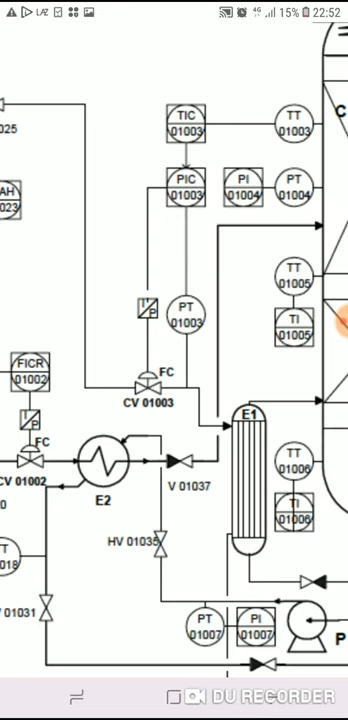 LAZ
4G
15%
22:52
025
TIC
01003
TT
01003
C
AH
023
PIC
01003
PI
01004
PT
01004
TT
01005
I
P
PT
01003
TI
01005
FICR
01002
FC
CV 01003
I
P
FC
E1
CV 01002
E2
V 01037
TT
01006
0
TI
01006
HV 01035
T
018
01031
PT
01007
PI
01007
P
DU RECORDER